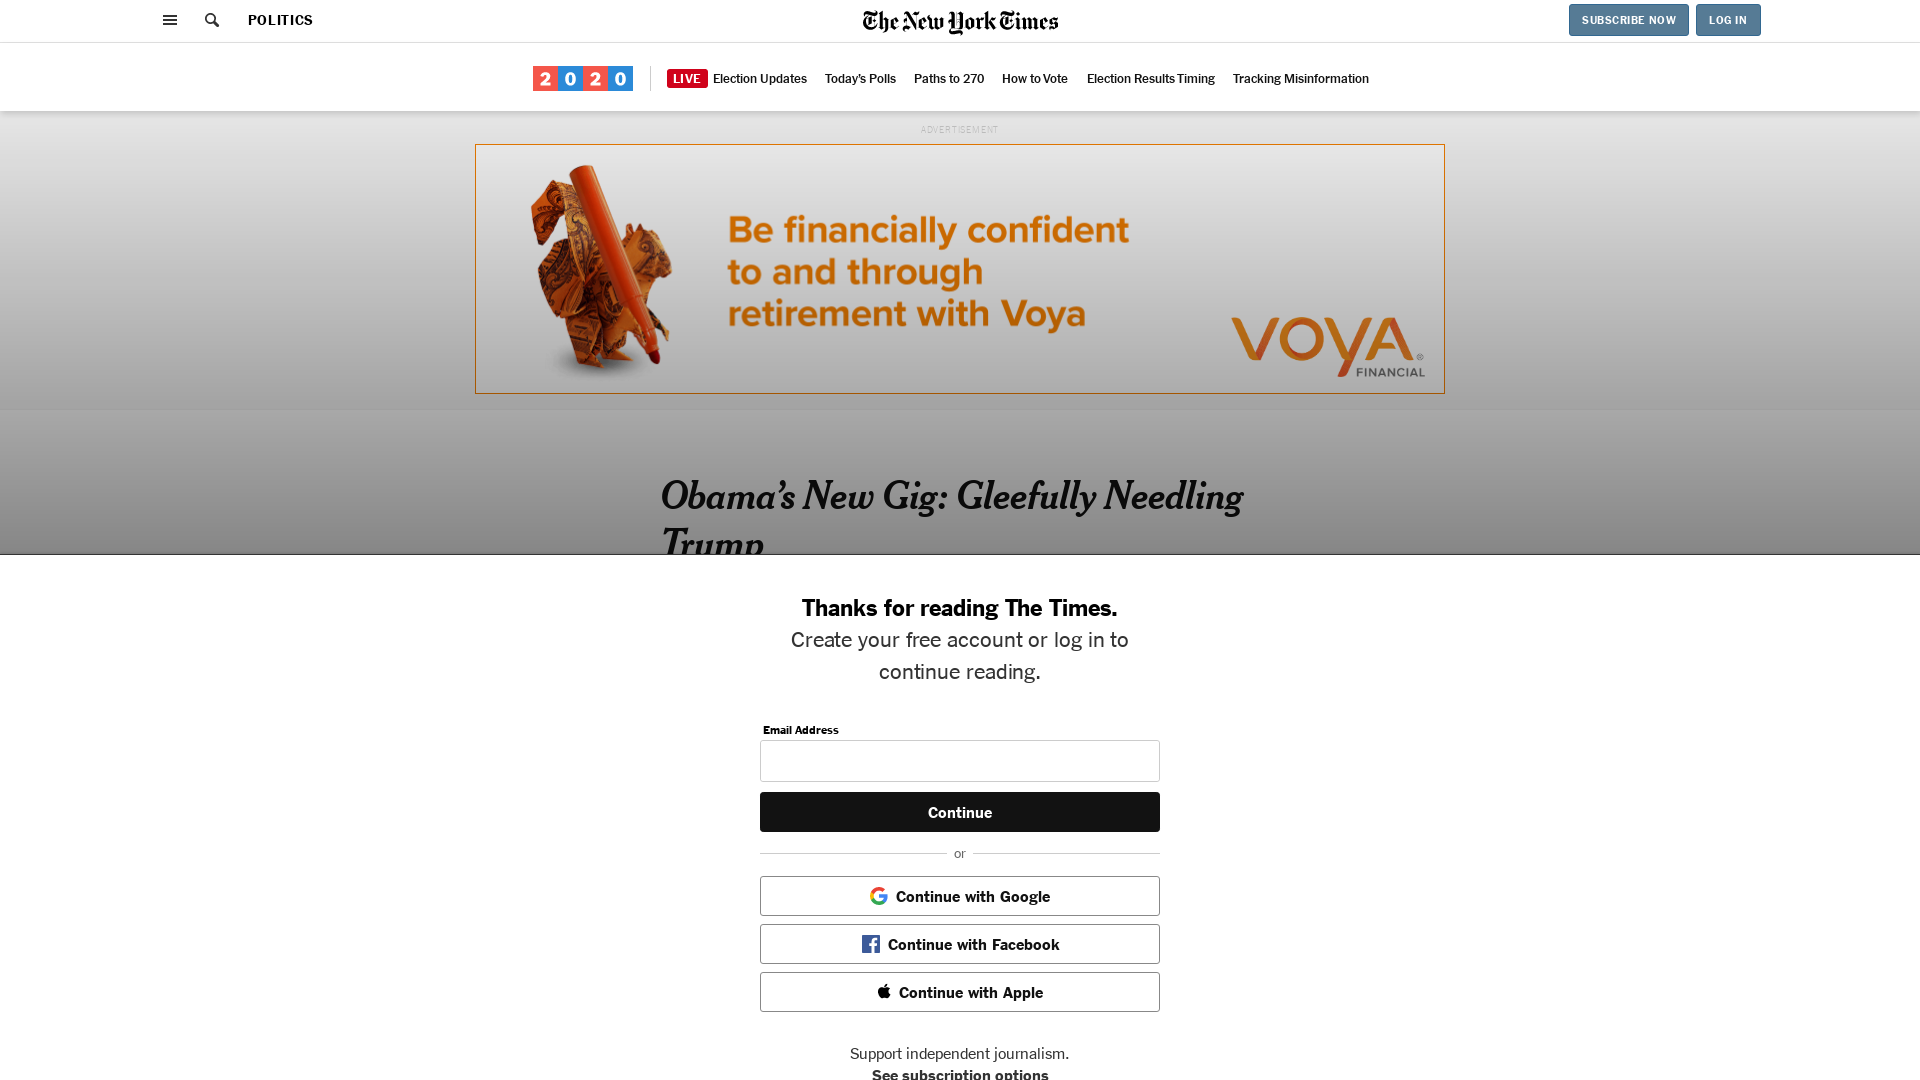 POLITICS
The New York Times
SUBSCRIBE NOW
LOG IN
2020
LIVE Election Updates
Today's Polls
Paths to 270
How to Vote
Election Results Timing
Tracking Misinformation
ADVERTISEMENT
Be financially confident
to and through
retirement with Voya
VOYA®
FINANCIAL
Obama's New Gig: Gleefully Needling
Trump
Thanks for reading The Times.
Create your free account or log in to
continue reading.
Email Address
Continue
or
Continue with Google
Continue with Facebook
Continue with Apple
Support independent journalism.
See subscription options